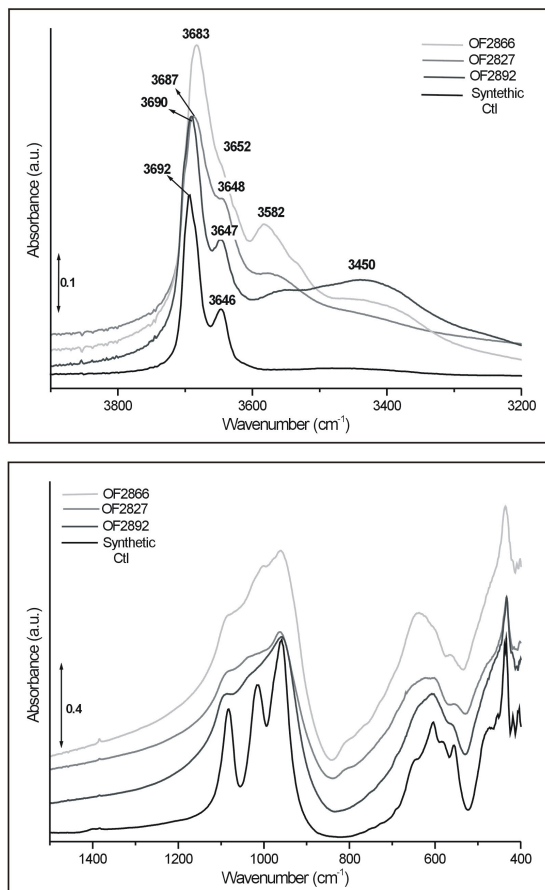 3683
3687
3690
3652
3692
3648
3582
3647
3450
3646
OF2866
OF2827
OF2892
Syntethic
Ctl
0.1
Absorbance (a.u.)
3800
3600
3400
3200
Wavenumber (cm-1)
OF2866
OF2827
OF2892
Synthetic
Ctl
0.4
Absorbance (a.u.)
1400
1200
1000
800
600
400
Wavenumber (cm-1)